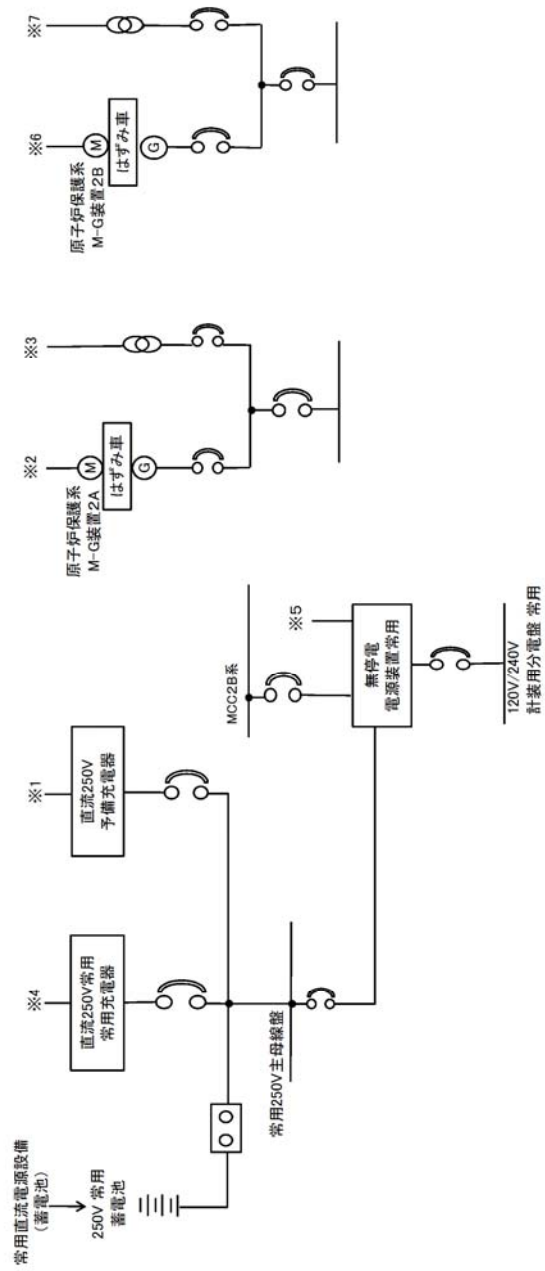 常用直流電源設備
(蓄電池)
250V 常用
蓄電池
※4
直流250V常用
常用充電器
※1
直流250V
予備充電器
常用250V主母線盤
MCC2B系
※5
無停電
電源装置常用
120V/240V
計装用分電盤 常用
※2
原子炉保護系
M-G装置2A
M
はずみ車
G
※3
※6
原子炉保護系
M-G装置2B
M
はずみ車
G
※7